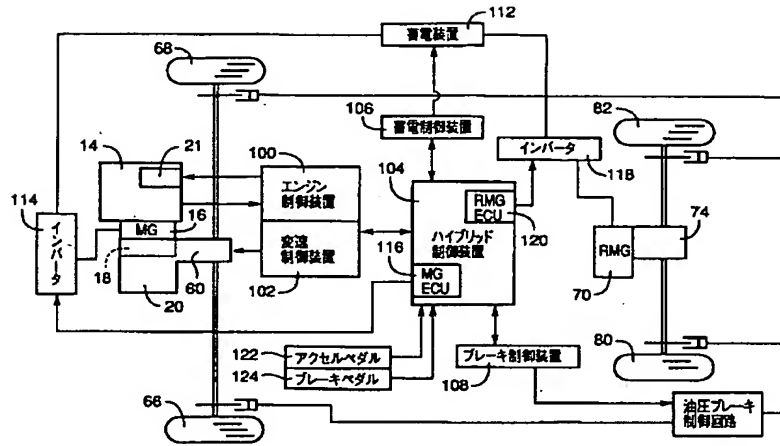 112
蓄電装置
68
82
106
蓄電制御装置
14
21
100
104
インバータ
118
114
インバータ
エンジン
制御装置
RMG
ECU
120
MG
16
ハイブリッド
制御装置
74
変速
制御装置
116
RMG
18
60
MG
ECU
70
20
102
122
アクセルペダル
124
ブレーキペダル
ブレーキ制御装置
108
80
66
油圧ブレーキ
制御回路